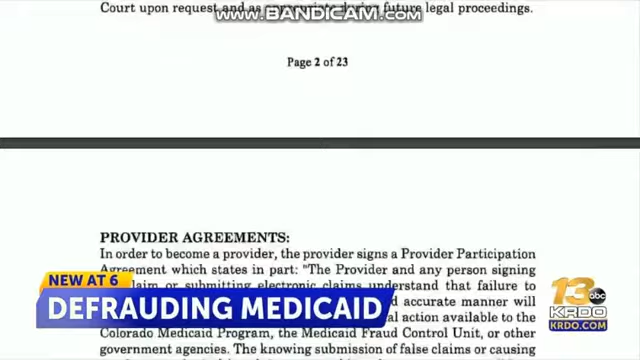 Court upon request and as appropriate during future legal proceedings.
www.BANDICAM.com
Page 2 of 23
PROVIDER AGREEMENTS:
In order to become a provider, the provider signs a Provider Participation
Agreement which states in part: "The Provider and any person signing
claim or submitting electronic claims understand that failure to
accurate manner will
al action available to the
Colorado Medicaid Program, the Medicaid Fraud Control Unit, or other
government agencies. The knowing submission of false claims or causing
NEW AT 6
DEFRAUDING MEDICAID
13 abc
KRDO
KRDO.COM